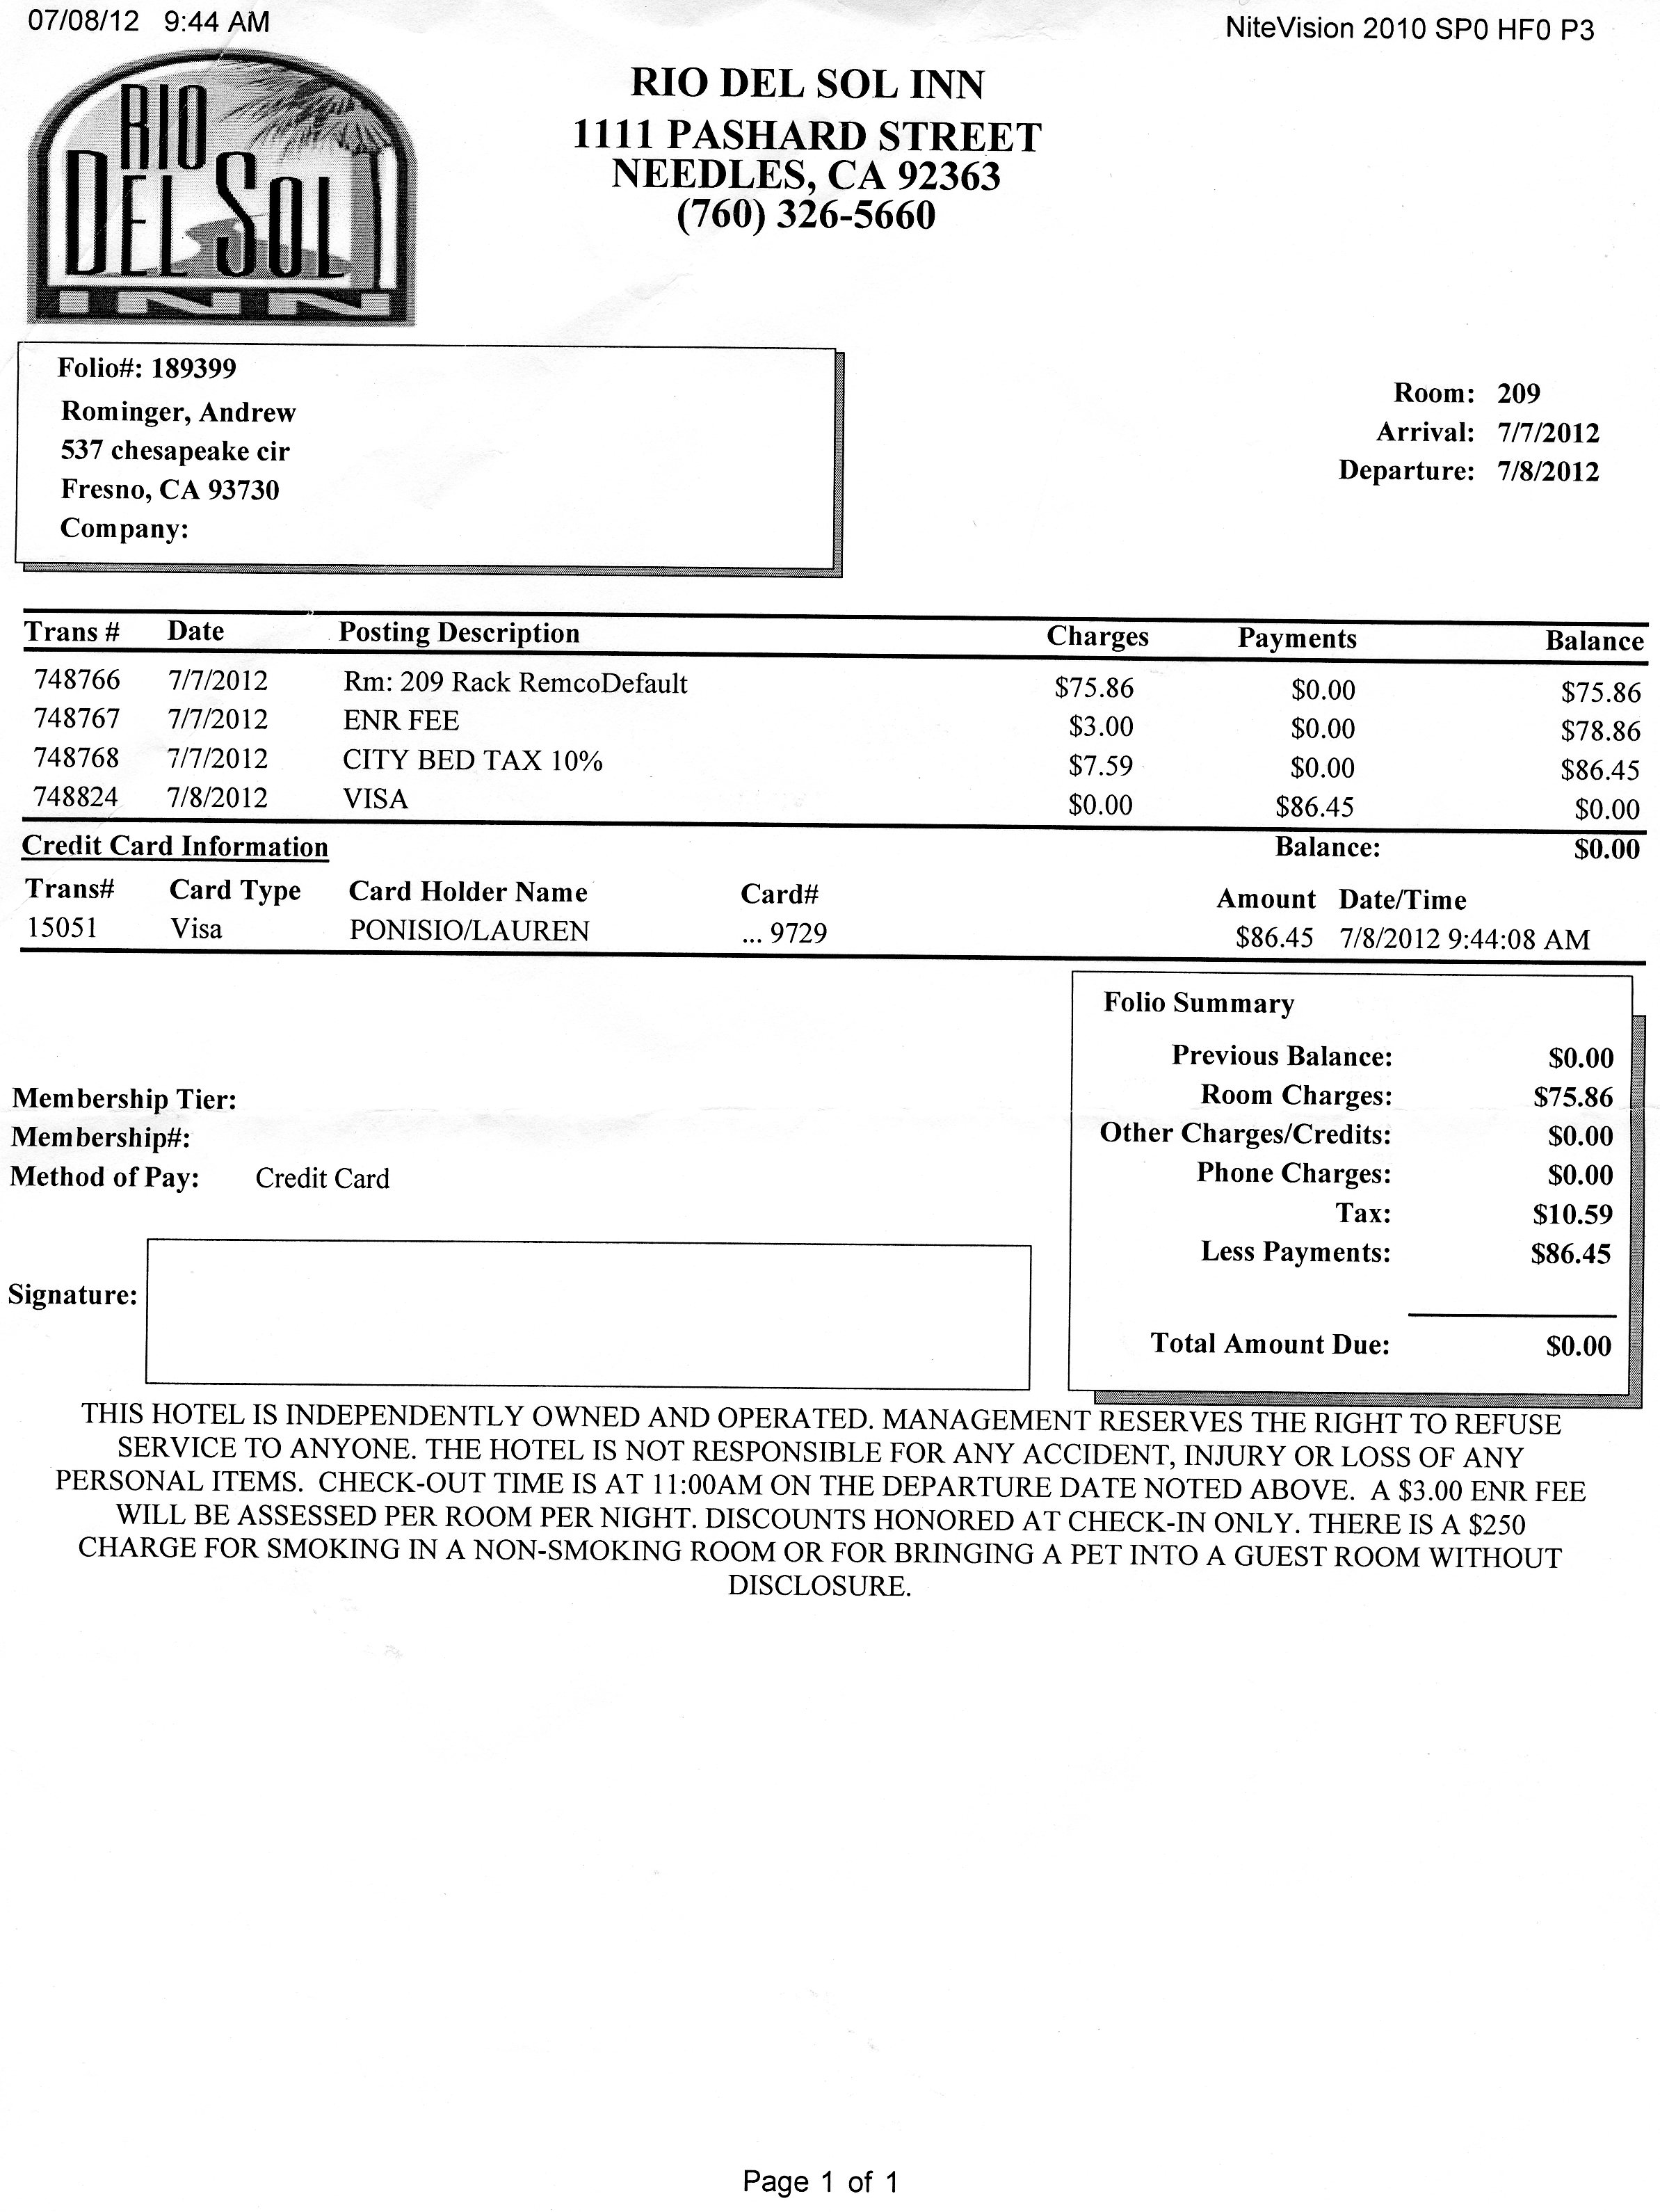 07/08/12 9:44 AM NiteVision 2010 SP0 HF0 P3
RIO
DEL SOL
INN
RIO DEL SOL INN
1111 PASHARD STREET
NEEDLES, CA 92363
(760) 326-5660
Folio#: 189399
Rominger, Andrew
537 chesapeake cir
Fresno, CA 93730
Company:
Room: 209
Arrival: 7/7/2012
Departure: 7/8/2012
Trans # Date Posting Description Charges Payments Balance
748766 7/7/2012 Rm: 209 Rack RemcoDefault $75.86 $0.00 $75.86
748767 7/7/2012 ENR FEE $3.00 $0.00 $78.86
748768 7/7/2012 CITY BED TAX 10% $7.59 $0.00 $86.45
748824 7/8/2012 VISA $0.00 $86.45 $0.00
Credit Card Information Balance: $0.00
Trans# Card Type Card Holder Name Card# Amount Date/Time
15051 Visa PONISIO/LAUREN ... 9729 $86.45 7/8/2012 9:44:08 AM
Membership Tier:
Membership#:
Method of Pay: Credit Card
Signature:
Folio Summary
Previous Balance: $0.00
Room Charges: $75.86
Other Charges/Credits: $0.00
Phone Charges: $0.00
Tax: $10.59
Less Payments: $86.45
Total Amount Due: $0.00
THIS HOTEL IS INDEPENDENTLY OWNED AND OPERATED. MANAGEMENT RESERVES THE RIGHT TO REFUSE
SERVICE TO ANYONE. THE HOTEL IS NOT RESPONSIBLE FOR ANY ACCIDENT, INJURY OR LOSS OF ANY
PERSONAL ITEMS. CHECK-OUT TIME IS AT 11:00AM ON THE DEPARTURE DATE NOTED ABOVE. A $3.00 ENR FEE
WILL BE ASSESSED PER ROOM PER NIGHT. DISCOUNTS HONORED AT CHECK-IN ONLY. THERE IS A $250
CHARGE FOR SMOKING IN A NON-SMOKING ROOM OR FOR BRINGING A PET INTO A GUEST ROOM WITHOUT
DISCLOSURE.
Page 1 of 1